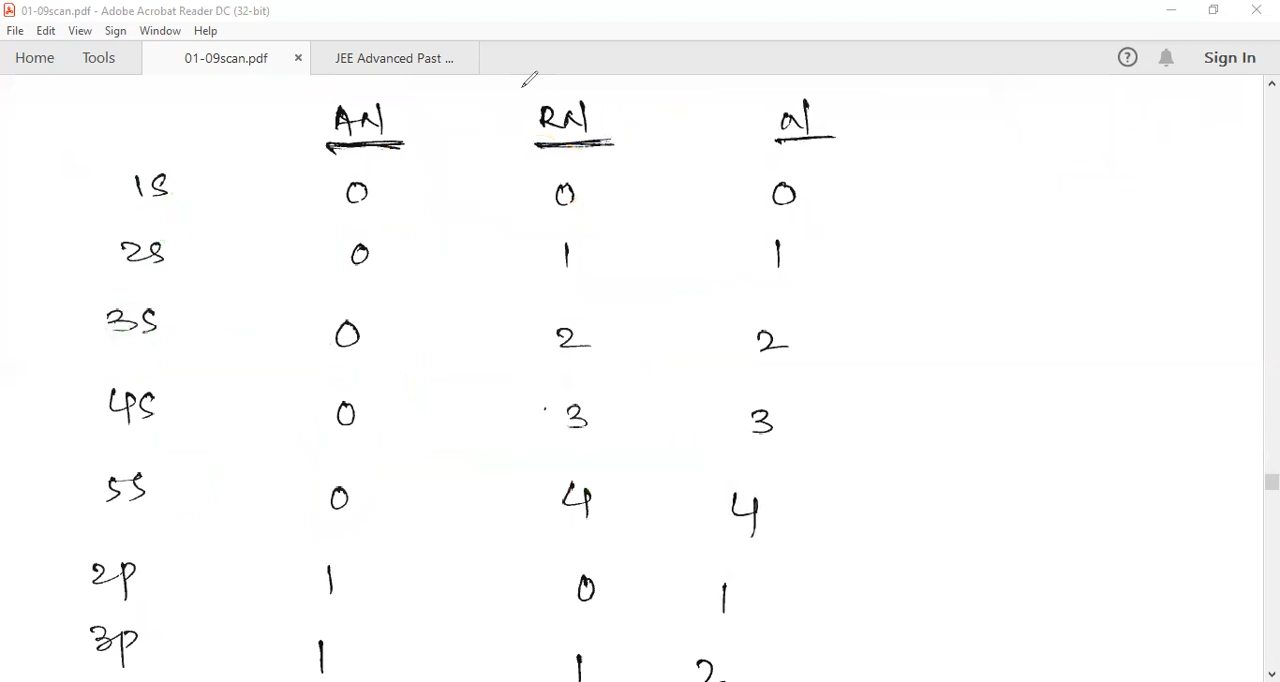 01-09scan.pdf - Adobe Acrobat Reader DC (32-bit)
File Edit View Sign Window Help
Home Tools 01-09scan.pdf × JEE Advanced Past ... ? Sign In
AN RN
1s 0 0 0
2s 0 1 1
3s 0 2 2
4s 0 3 3
5s 0 4 4
2p 1 0 1
3p 1 1 2